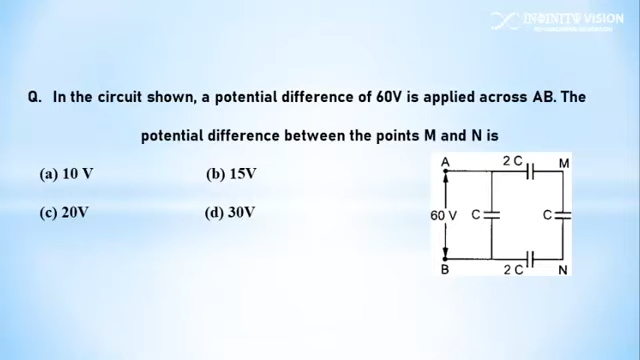 INFINITY VISION
Q. In the circuit shown, a potential difference of 60V is applied across AB. The
potential difference between the points M and N is
(a) 10 V
(b) 15V
(c) 20V
(d) 30V
A
2 C
M
60 V
C
C
B
2 C
N